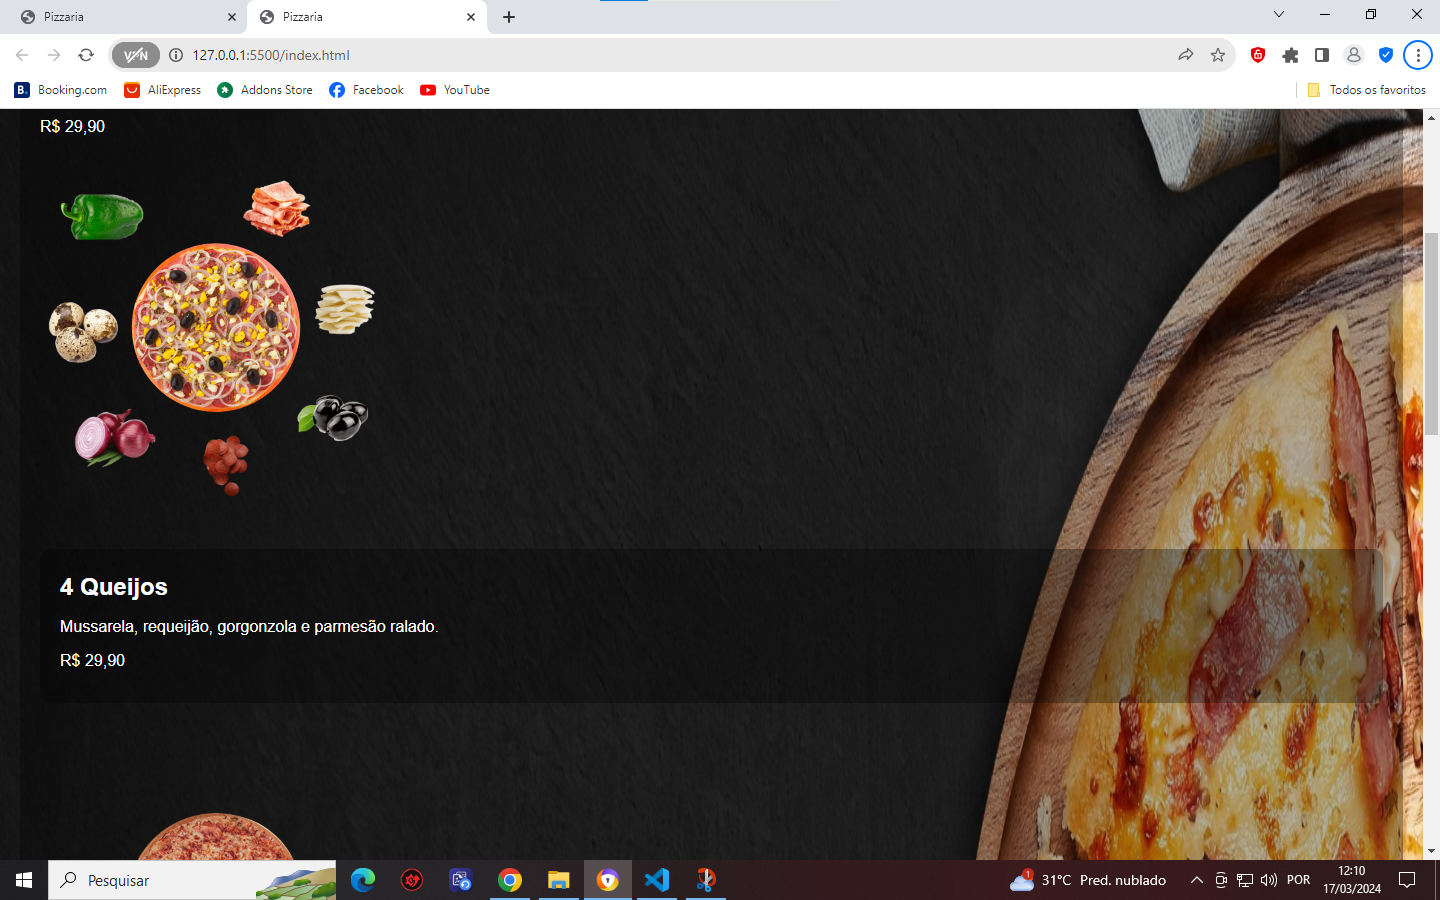 Pizzaria
Pizzaria
VPN
127.0.0.1:5500/index.html
B. Booking.com
AliExpress
Addons Store
Facebook
YouTube
Todos os favoritos
R$ 29,90
4 Queijos
Mussarela, requeijão, gorgonzola e parmesão ralado.
R$ 29,90
Pesquisar
1
31°C Pred. nublado
POR
12:10
17/03/2024